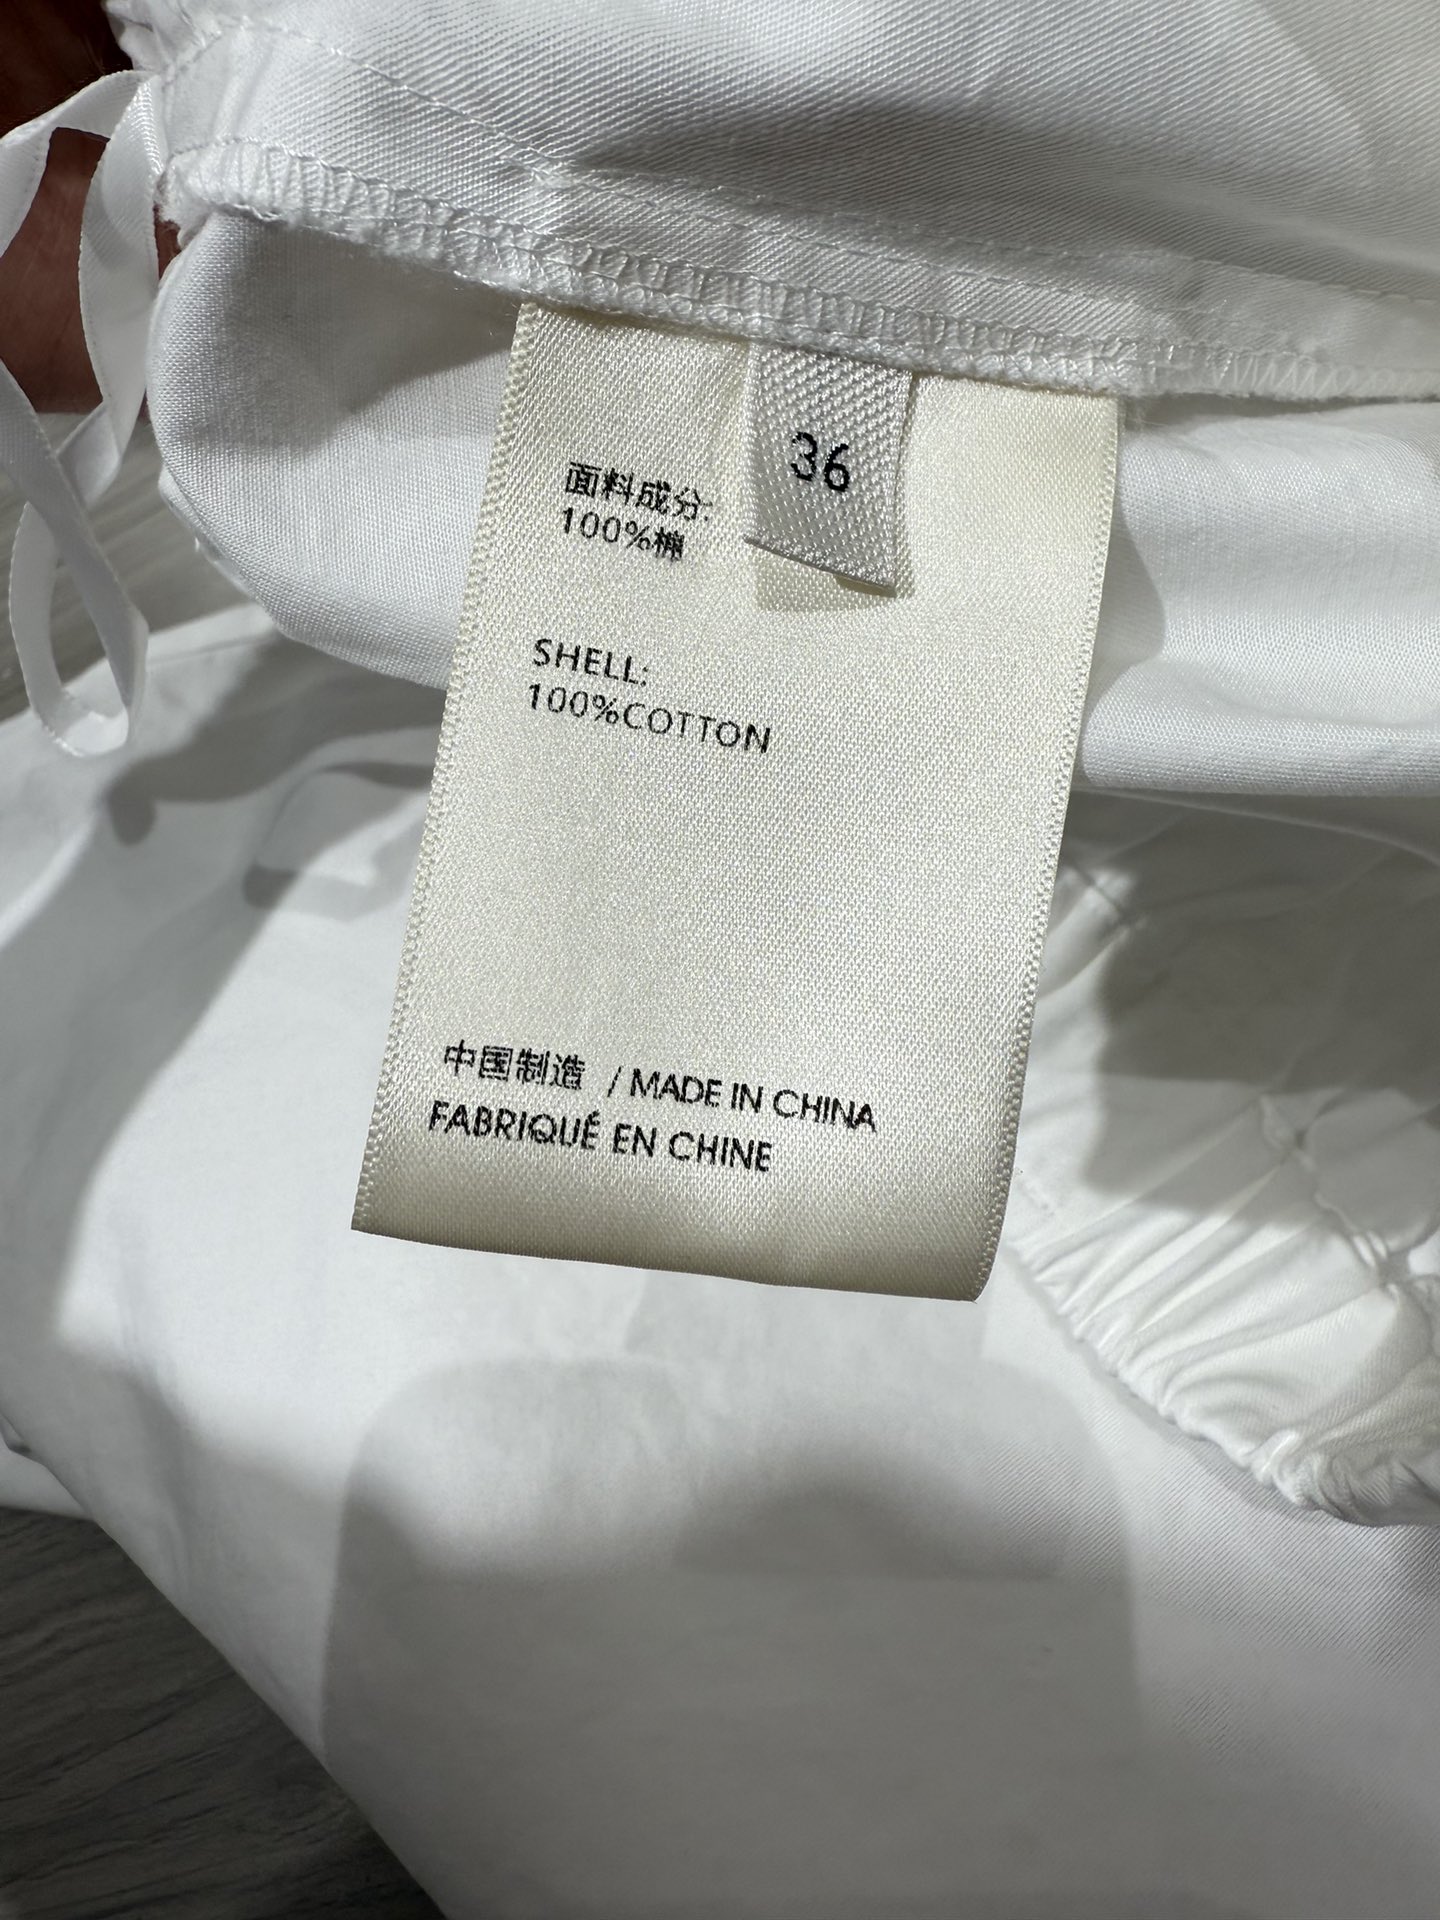 36
面料成分:
100%棉
SHELL:
100%COTTON
中国制造 / MADE IN CHINA
FABRIQUÉ EN CHINE